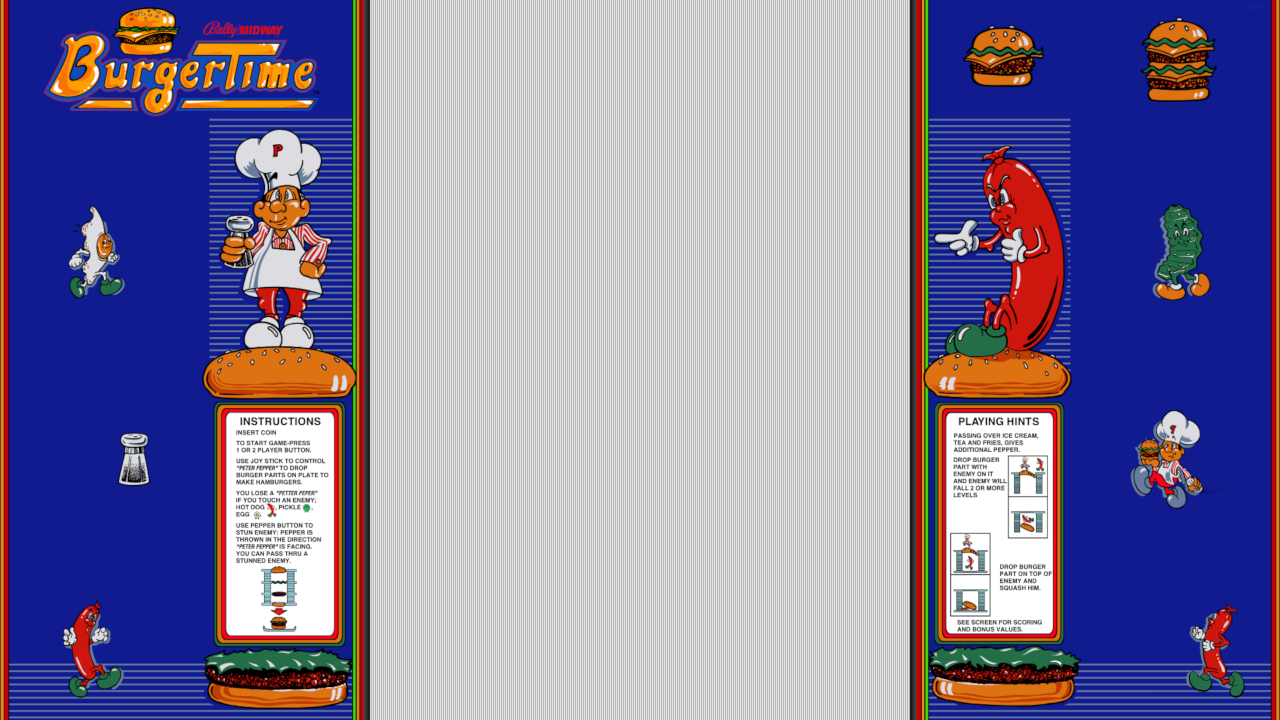 Bally MIDWAY
BurgerTime
TM
P
INSTRUCTIONS
INSERT COIN
TO START GAME-PRESS
1 OR 2 PLAYER BUTTON.
USE JOY STICK TO CONTROL
"PETER PEPPER" TO DROP
BURGER PARTS ON PLATE TO
MAKE HAMBURGERS.
YOU LOSE A "PETTER PEPER"
IF YOU TOUCH AN ENEMY;
HOT DOG , PICKLE ,
EGG
USE PEPPER BUTTON TO
STUN ENEMY: PEPPER IS
THROWN IN THE DIRECTION
"PETER PEPPER" IS FACING.
YOU CAN PASS THRU A
STUNNED ENEMY.
PLAYING HINTS
PASSING OVER ICE CREAM,
TEA AND FRIES, GIVES
ADDITIONAL PEPPER.
DROP BURGER
PART WITH
ENEMY ON IT
AND ENEMY WILL
FALL 2 OR MORE
LEVELS
DROP BURGER
PART ON TOP OF
ENEMY AND
SQUASH HIM.
SEE SCREEN FOR SCORING
AND BONUS VALUES.